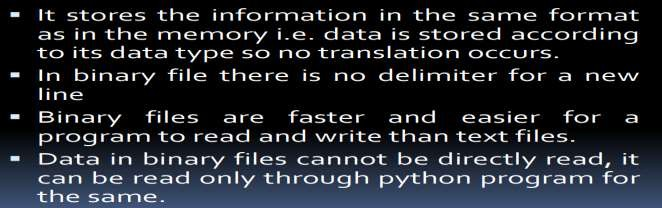 It stores the information in the same format
as in the memory i.e. data is stored according
to its data type so no translation occurs.
In binary file there is no delimiter for a new
line
Binary files are faster and easier for a
program to read and write than text files.
Data in binary files cannot be directly read, it
can be read only through python program for
the same.